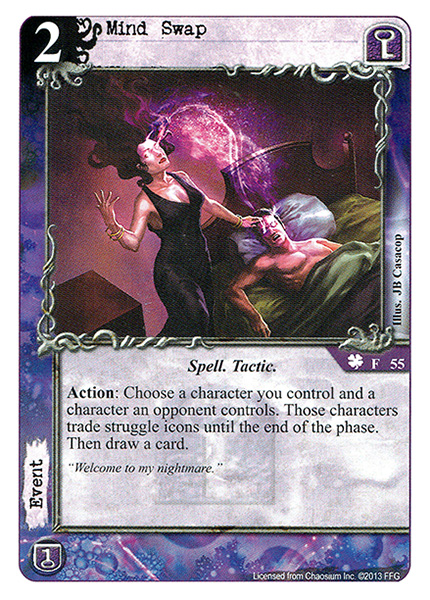 2
Mind Swap
Illus. JB Casacop
Spell. Tactic.
F 55
Action: Choose a character you control and a
character an opponent controls. Those characters
trade struggle icons until the end of the phase.
Then draw a card.
“Welcome to my nightmare.”
Event
1
Licensed from Chaosium Inc. ©2013 FFG